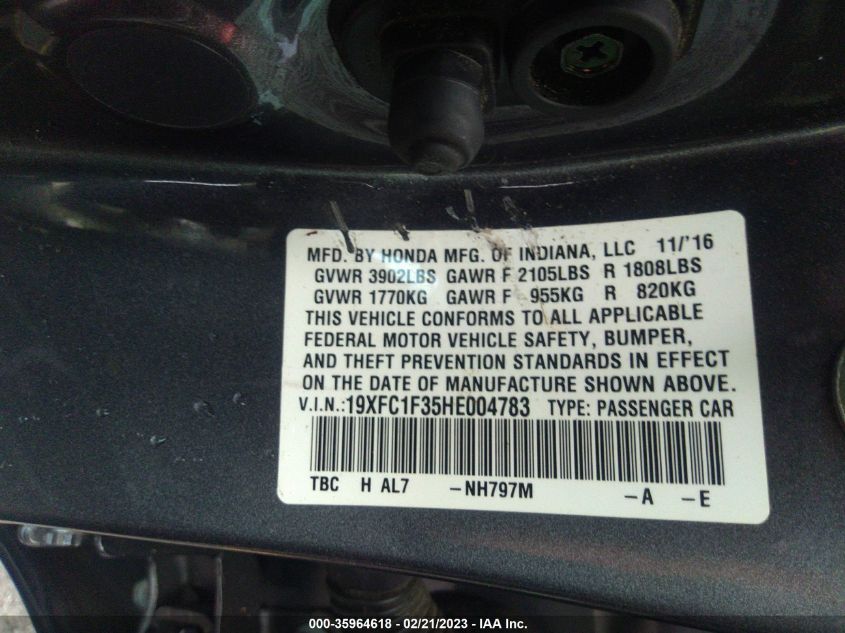 MFD. BY HONDA MFG. OF INDIANA, LLC 11/'16
GVWR 3902LBS GAWR F 2105LBS R 1808LBS
GVWR 1770KG GAWR F 955KG R 820KG
THIS VEHICLE CONFORMS TO ALL APPLICABLE
FEDERAL MOTOR VEHICLE SAFETY, BUMPER,
AND THEFT PREVENTION STANDARDS IN EFFECT
ON THE DATE OF MANUFACTURE SHOWN ABOVE.
V.I.N.:19XFC1F35HE004783 TYPE: PASSENGER CAR
TBC H AL7 -NH797M -A -E
000-35964618 - 02/21/2023 - IAA Inc.